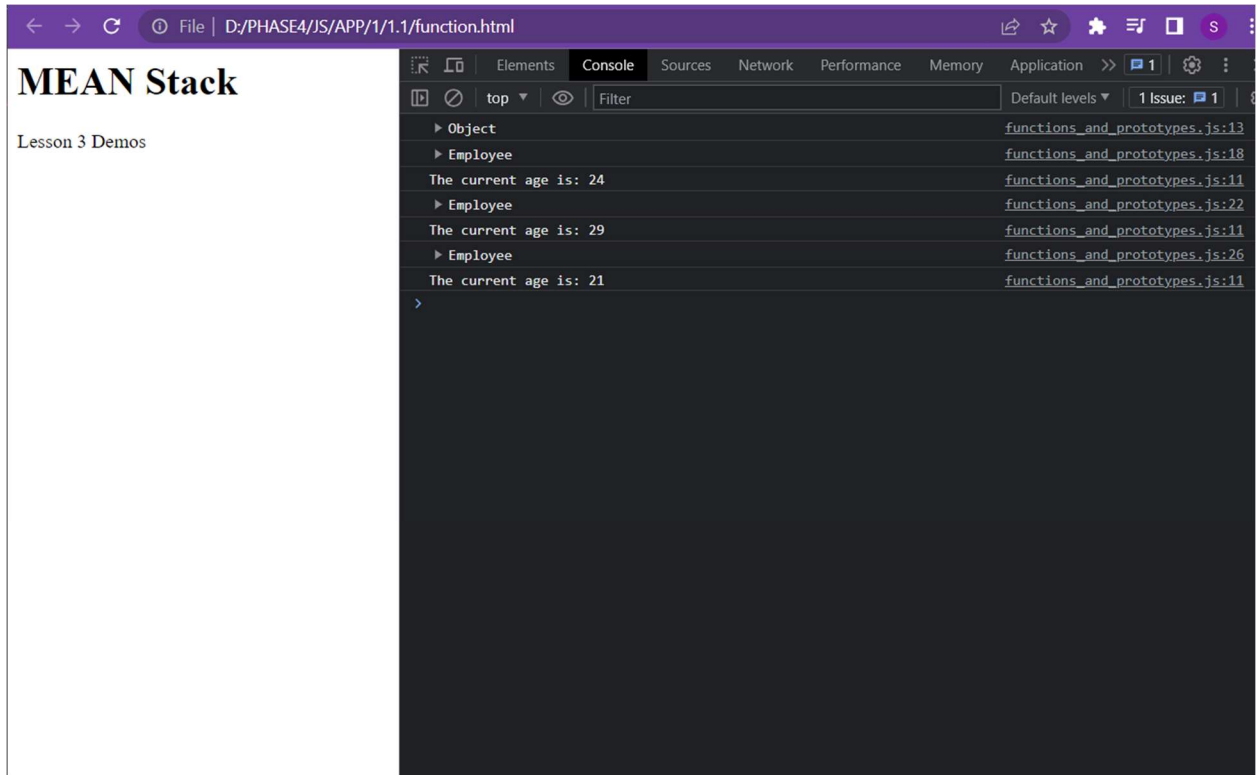 File | D:/PHASE4/JS/APP/1/1.1/function.html S
MEAN Stack
Lesson 3 Demos
Elements Console Sources Network Performance Memory Application 1
top Filter Default levels 1 Issue: 1
Object functions_and_prototypes.js:13
Employee functions_and_prototypes.js:18
The current age is: 24 functions_and_prototypes.js:11
Employee functions_and_prototypes.js:22
The current age is: 29 functions_and_prototypes.js:11
Employee functions_and_prototypes.js:26
The current age is: 21 functions_and_prototypes.js:11